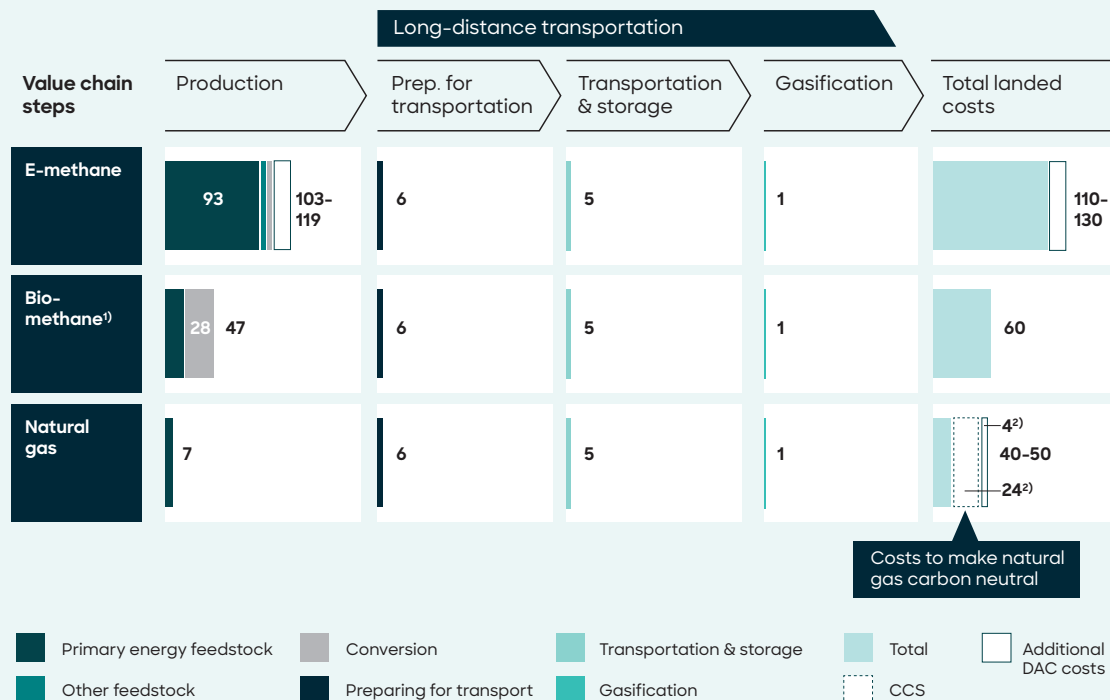 Long-distance transportation
Value chain
steps
Production
Prep. for
transportation
Transportation
& storage
Gasification
Total landed
costs
E-methane
93
103-
119
6
5
1
110-
130
Bio-
methane¹⁾
28
47
6
5
1
60
Natural
gas
7
6
5
1
4²⁾
40-50
24²⁾
Costs to make natural
gas carbon neutral
Primary energy feedstock
Conversion
Transportation & storage
Total
Additional
DAC costs
Other feedstock
Preparing for transport
Gasification
CCS